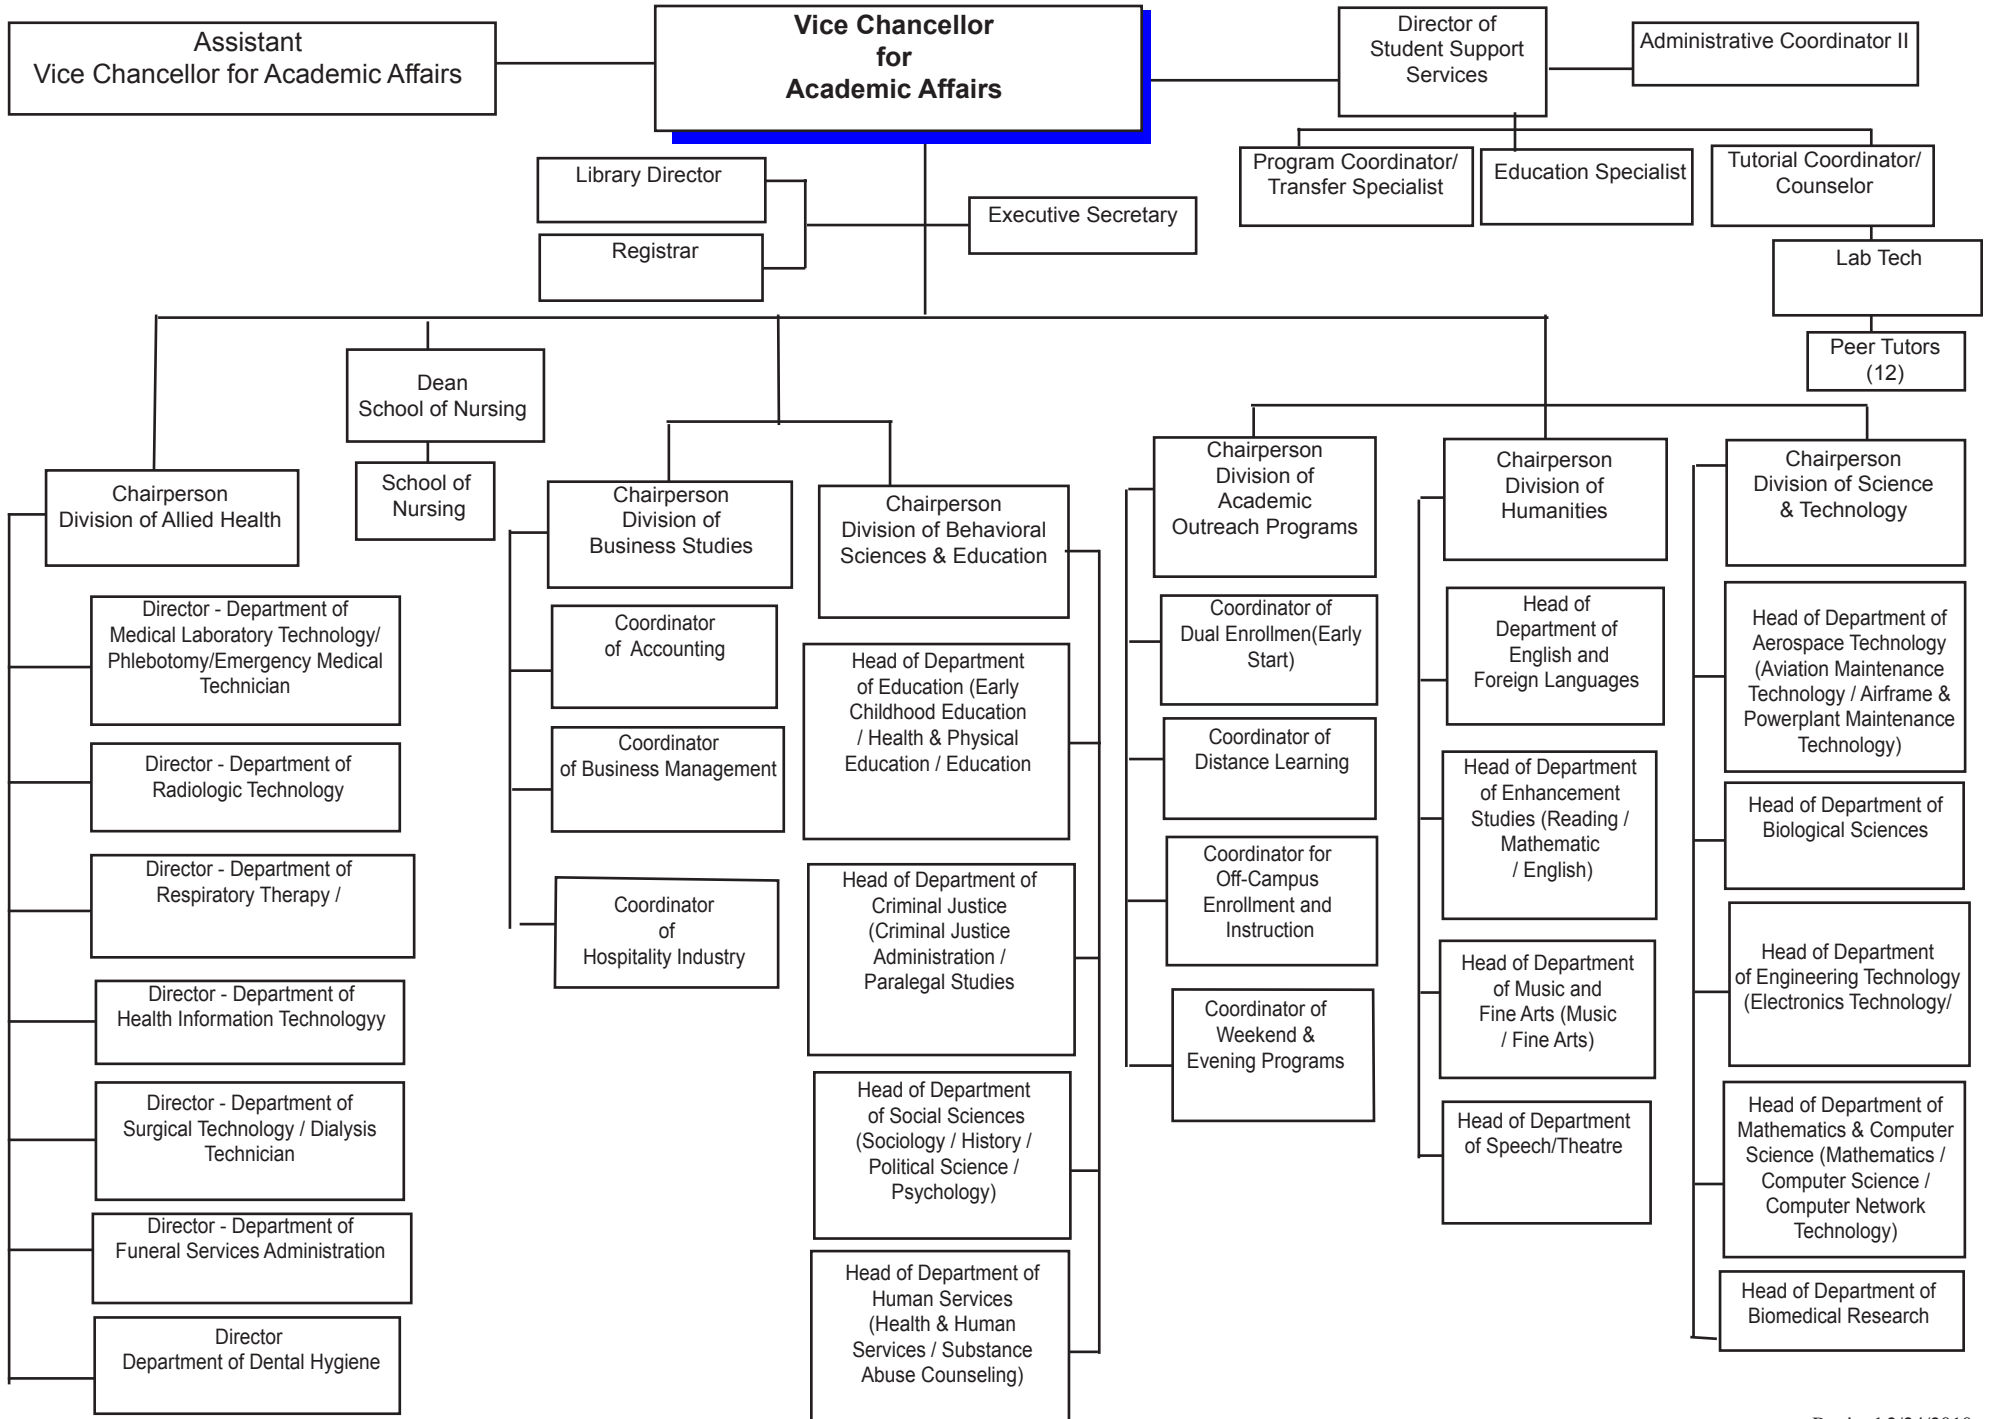 Assistant
Vice Chancellor for Academic Affairs
Vice Chancellor
for
Academic Affairs
Director of
Student Support
Services
Administrative Coordinator II
Library Director
Registrar
Executive Secretary
Program Coordinator/
Transfer Specialist
Education Specialist
Tutorial Coordinator/
Counselor
Lab Tech
Peer Tutors
(12)
Dean
School of Nursing
School of
Nursing
Chairperson
Division of Allied Health
Director - Department of
Medical Laboratory Technology/
Phlebotomy/Emergency Medical
Technician
Director - Department of
Radiologic Technology
Director - Department of
Respiratory Therapy /
Director - Department of
Health Information Technologyy
Director - Department of
Surgical Technology / Dialysis
Technician
Director - Department of
Funeral Services Administration
Director
Department of Dental Hygiene
Chairperson
Division of
Business Studies
Coordinator
of Accounting
Coordinator
of Business Management
Coordinator
of
Hospitality Industry
Chairperson
Division of Behavioral
Sciences & Education
Head of Department
of Education (Early
Childhood Education
/ Health & Physical
Education / Education
Head of Department of
Criminal Justice
(Criminal Justice
Administration /
Paralegal Studies
Head of Department
of Social Sciences
(Sociology / History /
Political Science /
Psychology)
Head of Department of
Human Services
(Health & Human
Services / Substance
Abuse Counseling)
Chairperson
Division of
Academic
Outreach Programs
Coordinator of
Dual Enrollmen(Early
Start)
Coordinator of
Distance Learning
Coordinator for
Off-Campus
Enrollment and
Instruction
Coordinator of
Weekend &
Evening Programs
Chairperson
Division of
Humanities
Head of
Department of
English and
Foreign Languages
Head of Department
of Enhancement
Studies (Reading /
Mathematic
/ English)
Head of Department
of Music and
Fine Arts (Music
/ Fine Arts)
Head of Department
of Speech/Theatre
Chairperson
Division of Science
& Technology
Head of Department of
Aerospace Technology
(Aviation Maintenance
Technology / Airframe &
Powerplant Maintenance
Technology)
Head of Department of
Biological Sciences
Head of Department
of Engineering Technology
(Electronics Technology/
Head of Department of
Mathematics & Computer
Science (Mathematics /
Computer Science /
Computer Network
Technology)
Head of Department of
Biomedical Research